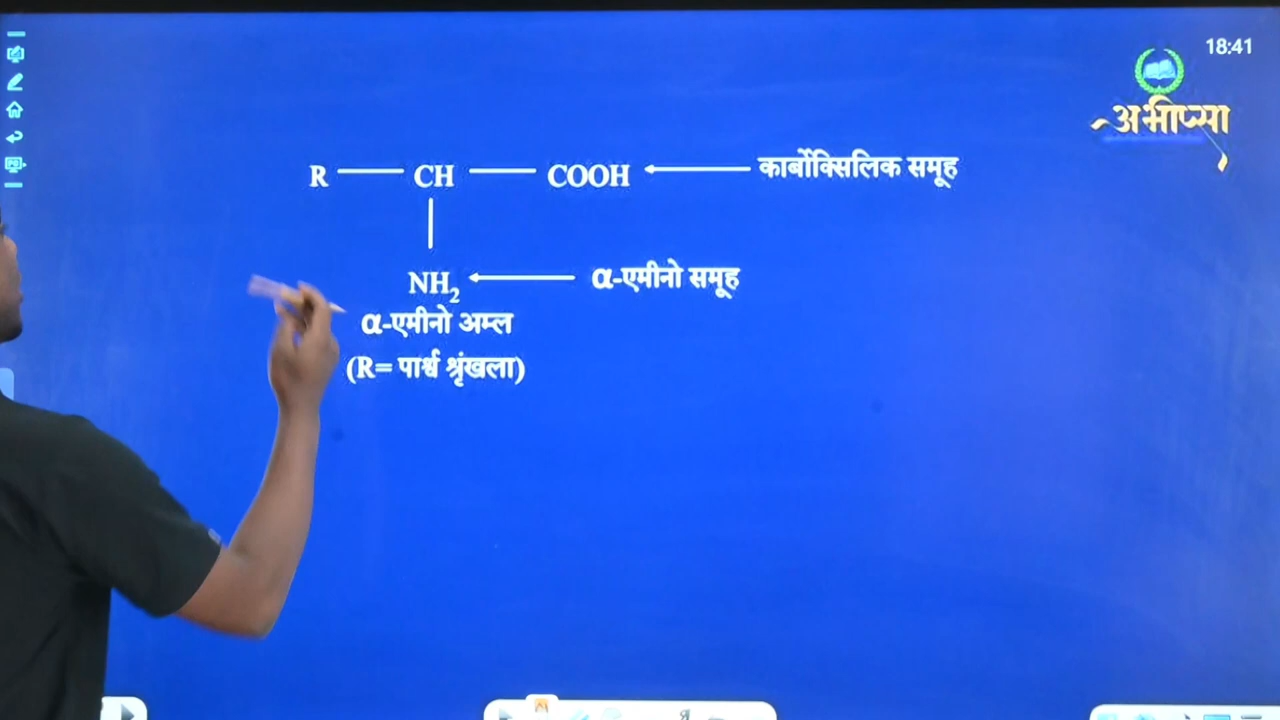 18:41
अभीप्सा
R — CH — COOH ← कार्बोक्सिलिक समूह
NH₂ ← α-एमीनो समूह
α-एमीनो अम्ल
(R= पार्श्व श्रृंखला)